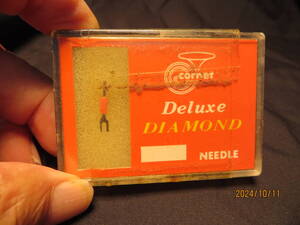 cornet
Deluxe
DIAMOND
NEEDLE
2024/10/11